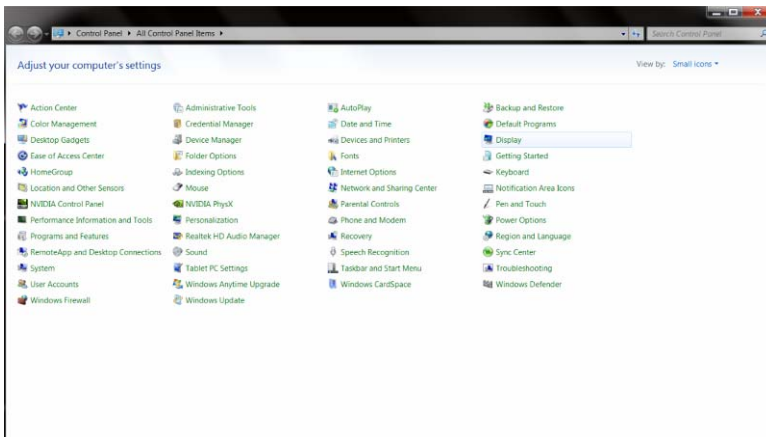 Control Panel ▸ All Control Panel Items ▸ Search Control Panel
Adjust your computer's settings View by: Small icons
Action Center Administrative Tools AutoPlay Backup and Restore
Color Management Credential Manager Date and Time Default Programs
Desktop Gadgets Device Manager Devices and Printers Display
Ease of Access Center Folder Options Fonts Getting Started
HomeGroup Indexing Options Internet Options Keyboard
Location and Other Sensors Mouse Network and Sharing Center Notification Area Icons
NVIDIA Control Panel NVIDIA PhysX Parental Controls Pen and Touch
Performance Information and Tools Personalization Phone and Modem Power Options
Programs and Features Realtek HD Audio Manager Recovery Region and Language
RemoteApp and Desktop Connections Sound Speech Recognition Sync Center
System Tablet PC Settings Taskbar and Start Menu Troubleshooting
User Accounts Windows Anytime Upgrade Windows CardSpace Windows Defender
Windows Firewall Windows Update